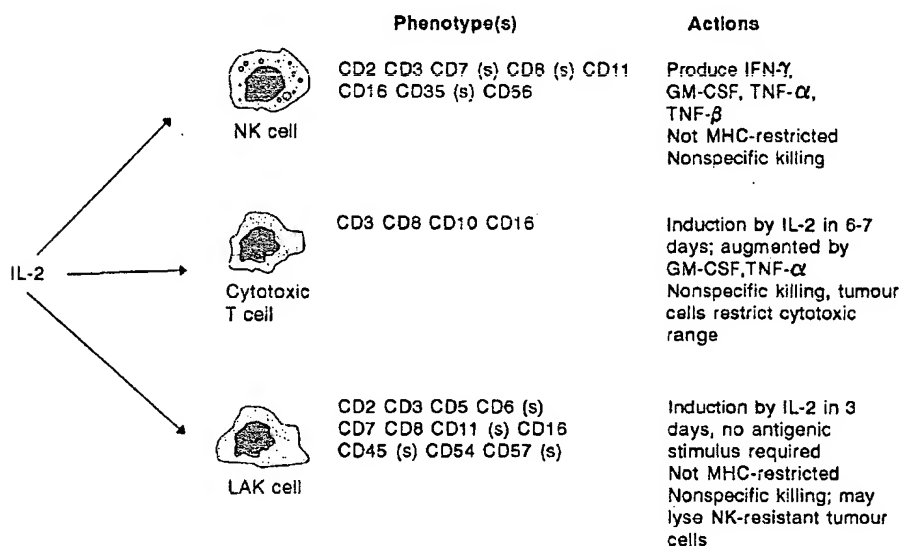 Phenotype(s)
Actions
CD2 CD3 CD7 (s) CD8 (s) CD11
CD16 CD35 (s) CD56
NK cell
Produce IFN-γ,
GM-CSF, TNF-α,
TNF-β
Not MHC-restricted
Nonspecific killing
IL-2
CD3 CD8 CD10 CD16
Cytotoxic
T cell
Induction by IL-2 in 6-7
days; augmented by
GM-CSF,TNF-α
Nonspecific killing, tumour
cells restrict cytotoxic
range
CD2 CD3 CD5 CD6 (s)
CD7 CD8 CD11 (s) CD16
CD45 (s) CD54 CD57 (s)
LAK cell
Induction by IL-2 in 3
days, no antigenic
stimulus required
Not MHC-restricted
Nonspecific killing; may
lyse NK-resistant tumour
cells